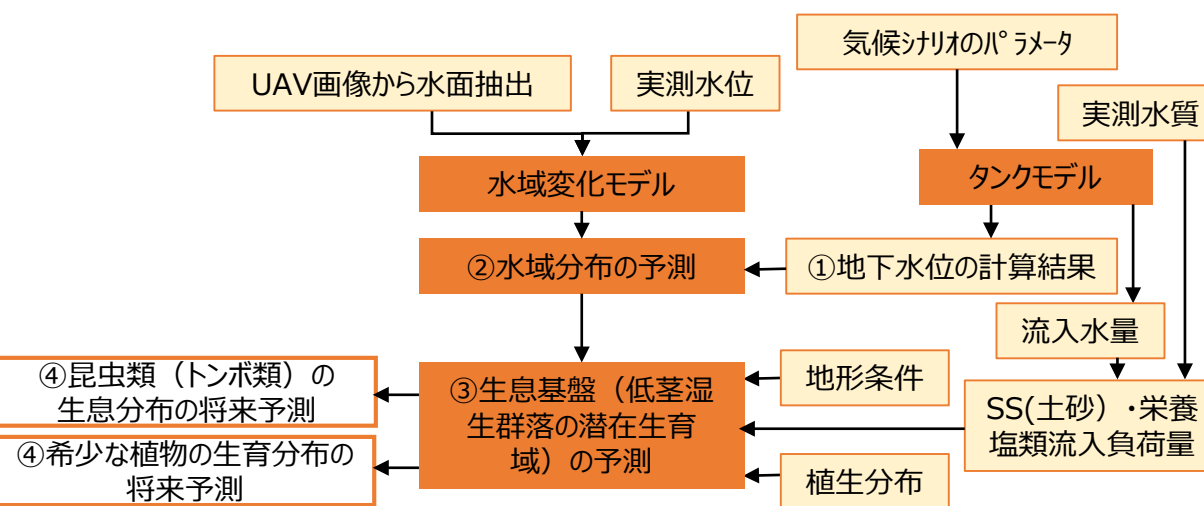 気候ｼﾅﾘｵのﾊﾟﾗﾒｰﾀ
UAV画像から水面抽出
実測水位
実測水質
水域変化モデル
タンクモデル
②水域分布の予測
①地下水位の計算結果
流入水量
④昆虫類（トンボ類）の
生息分布の将来予測
③生息基盤（低茎湿
生群落の潜在生育
域）の予測
地形条件
SS(土砂）・栄養
塩類流入負荷量
④希少な植物の生育分布の
将来予測
植生分布